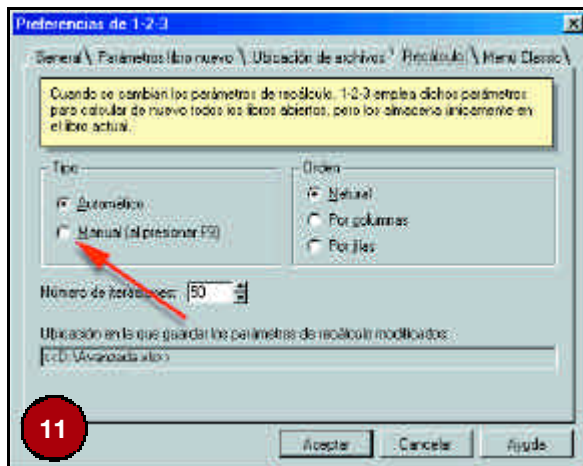 Preferencias de 1-2-3
General \ Parámetros libro nuevo \ Ubicación de archivos \ Recálculo \ Menú Classic \
Cuando se cambian los parámetros de recálculo, 1-2-3 emplea dichos parámetros
para calcular de nuevo todos los libros abiertos, pero los almacena únicamente en
el libro actual.
Tipo
Automático
Manual (al presionar F9)
Orden
Natural
Por columnas
Por filas
Número de iteraciones: 50
Ubicación en la que guardar los parámetros de recálculo modificados:
11
Aceptar Cancelar Ayuda